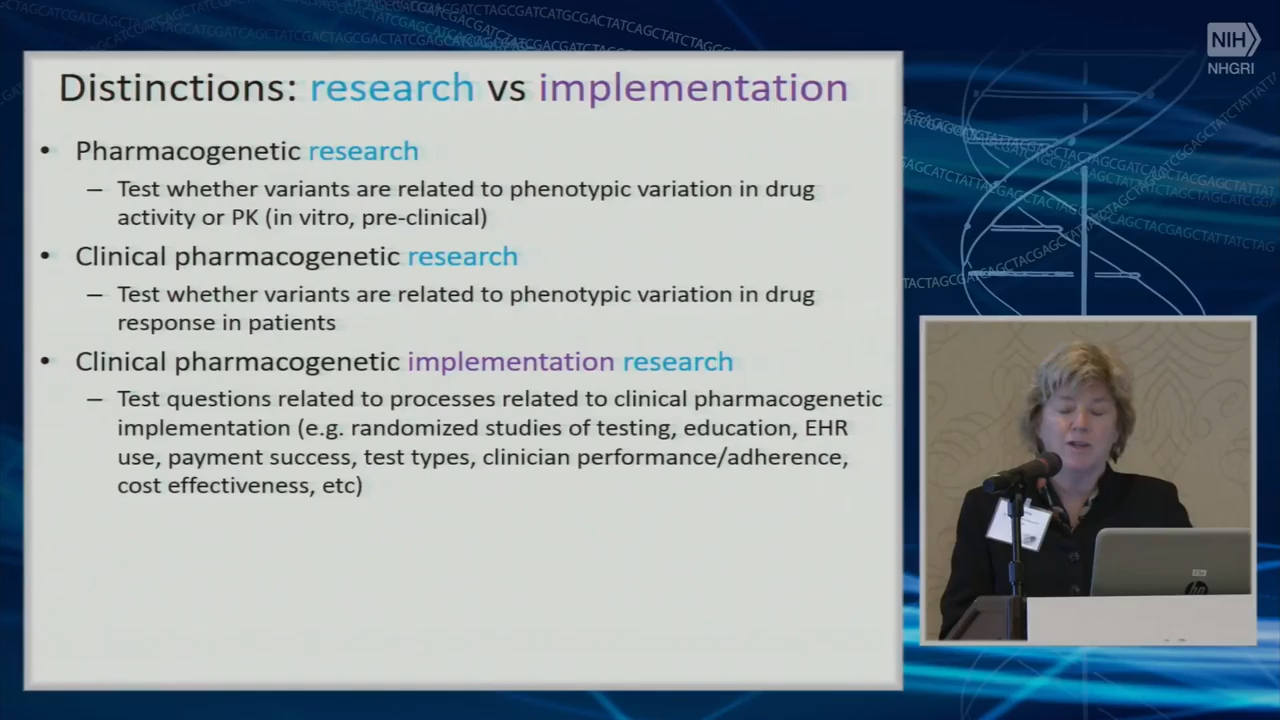 NIH
NHGRI
Distinctions: research vs implementation
• Pharmacogenetic research
– Test whether variants are related to phenotypic variation in drug
activity or PK (in vitro, pre-clinical)
• Clinical pharmacogenetic research
– Test whether variants are related to phenotypic variation in drug
response in patients
• Clinical pharmacogenetic implementation research
– Test questions related to processes related to clinical pharmacogenetic
implementation (e.g. randomized studies of testing, education, EHR
use, payment success, test types, clinician performance/adherence,
cost effectiveness, etc)
hp